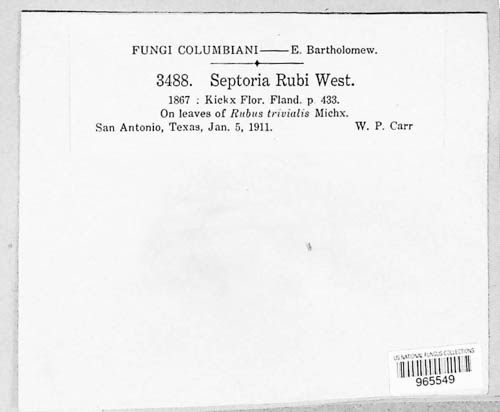 FUNGI COLUMBIANI——E. Bartholomew.
3488. Septoria Rubi West.
1867 : Kickx Flor. Fland. p. 433.
On leaves of Rubus trivialis Michx.
San Antonio, Texas, Jan. 5, 1911. W. P. Carr
US NATIONAL FUNGUS COLLECTIONS
965549